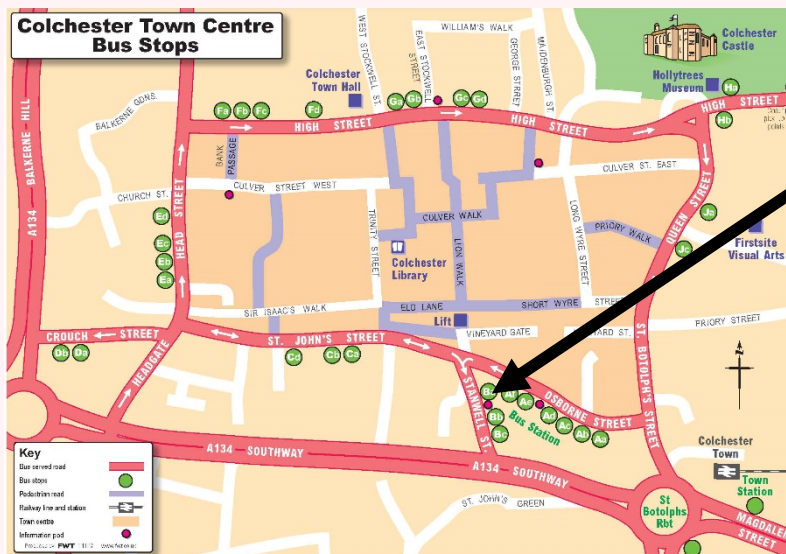 Colchester Town Centre
Bus Stops
BALKERNE HILL
A134
BALKERNE GDNS.
CHURCH ST.
HEAD STREET
Ed
Ec
Eb
Ea
Fa Fb Fc Fd
BANK
PASSAGE
Colchester
Town Hall
WEST STOCKWELL ST.
EAST STOCKWELL
STREET
WILLIAM'S WALK
GEORGE STREET
MAIDENBURGH ST.
Ga Gb Gc Gd
HIGH STREET
HIGH STREET
HIGH STREET
Colchester
Castle
Hollytrees
Museum
Ha
Hb
CULVER STREET WEST
CULVER ST. EAST
TRINITY STREET
CULVER WALK
LION WALK
LONG WYRE
STREET
PRIORY WALK
QUEEN STREET
Ja
Jc
Firstsite
Visual Arts
Colchester
Library
SIR ISAAC'S WALK
ELD LANE
SHORT WYRE
Lift
VINEYARD GATE
PRIORY STREET
CROUCH STREET
Db Da
HEADGATE
ST. JOHN'S STREET
Cd Cb Ca
STANWELL ST.
Bb
Bc
Af Ae Ad Ac Ab Aa
Bus Station
OSBORNE STREET
ST. BOTOLPH'S STREET
N
A134 SOUTHWAY
A134 SOUTHWAY
ST. JOHN'S GREEN
St
Botolphs
Rbt
Colchester
Town
Town
Station
MAGDALEN
STREET
Key
Bus served road
Bus stops
Pedestrian road
Railway line and station
Town centre
Information pod